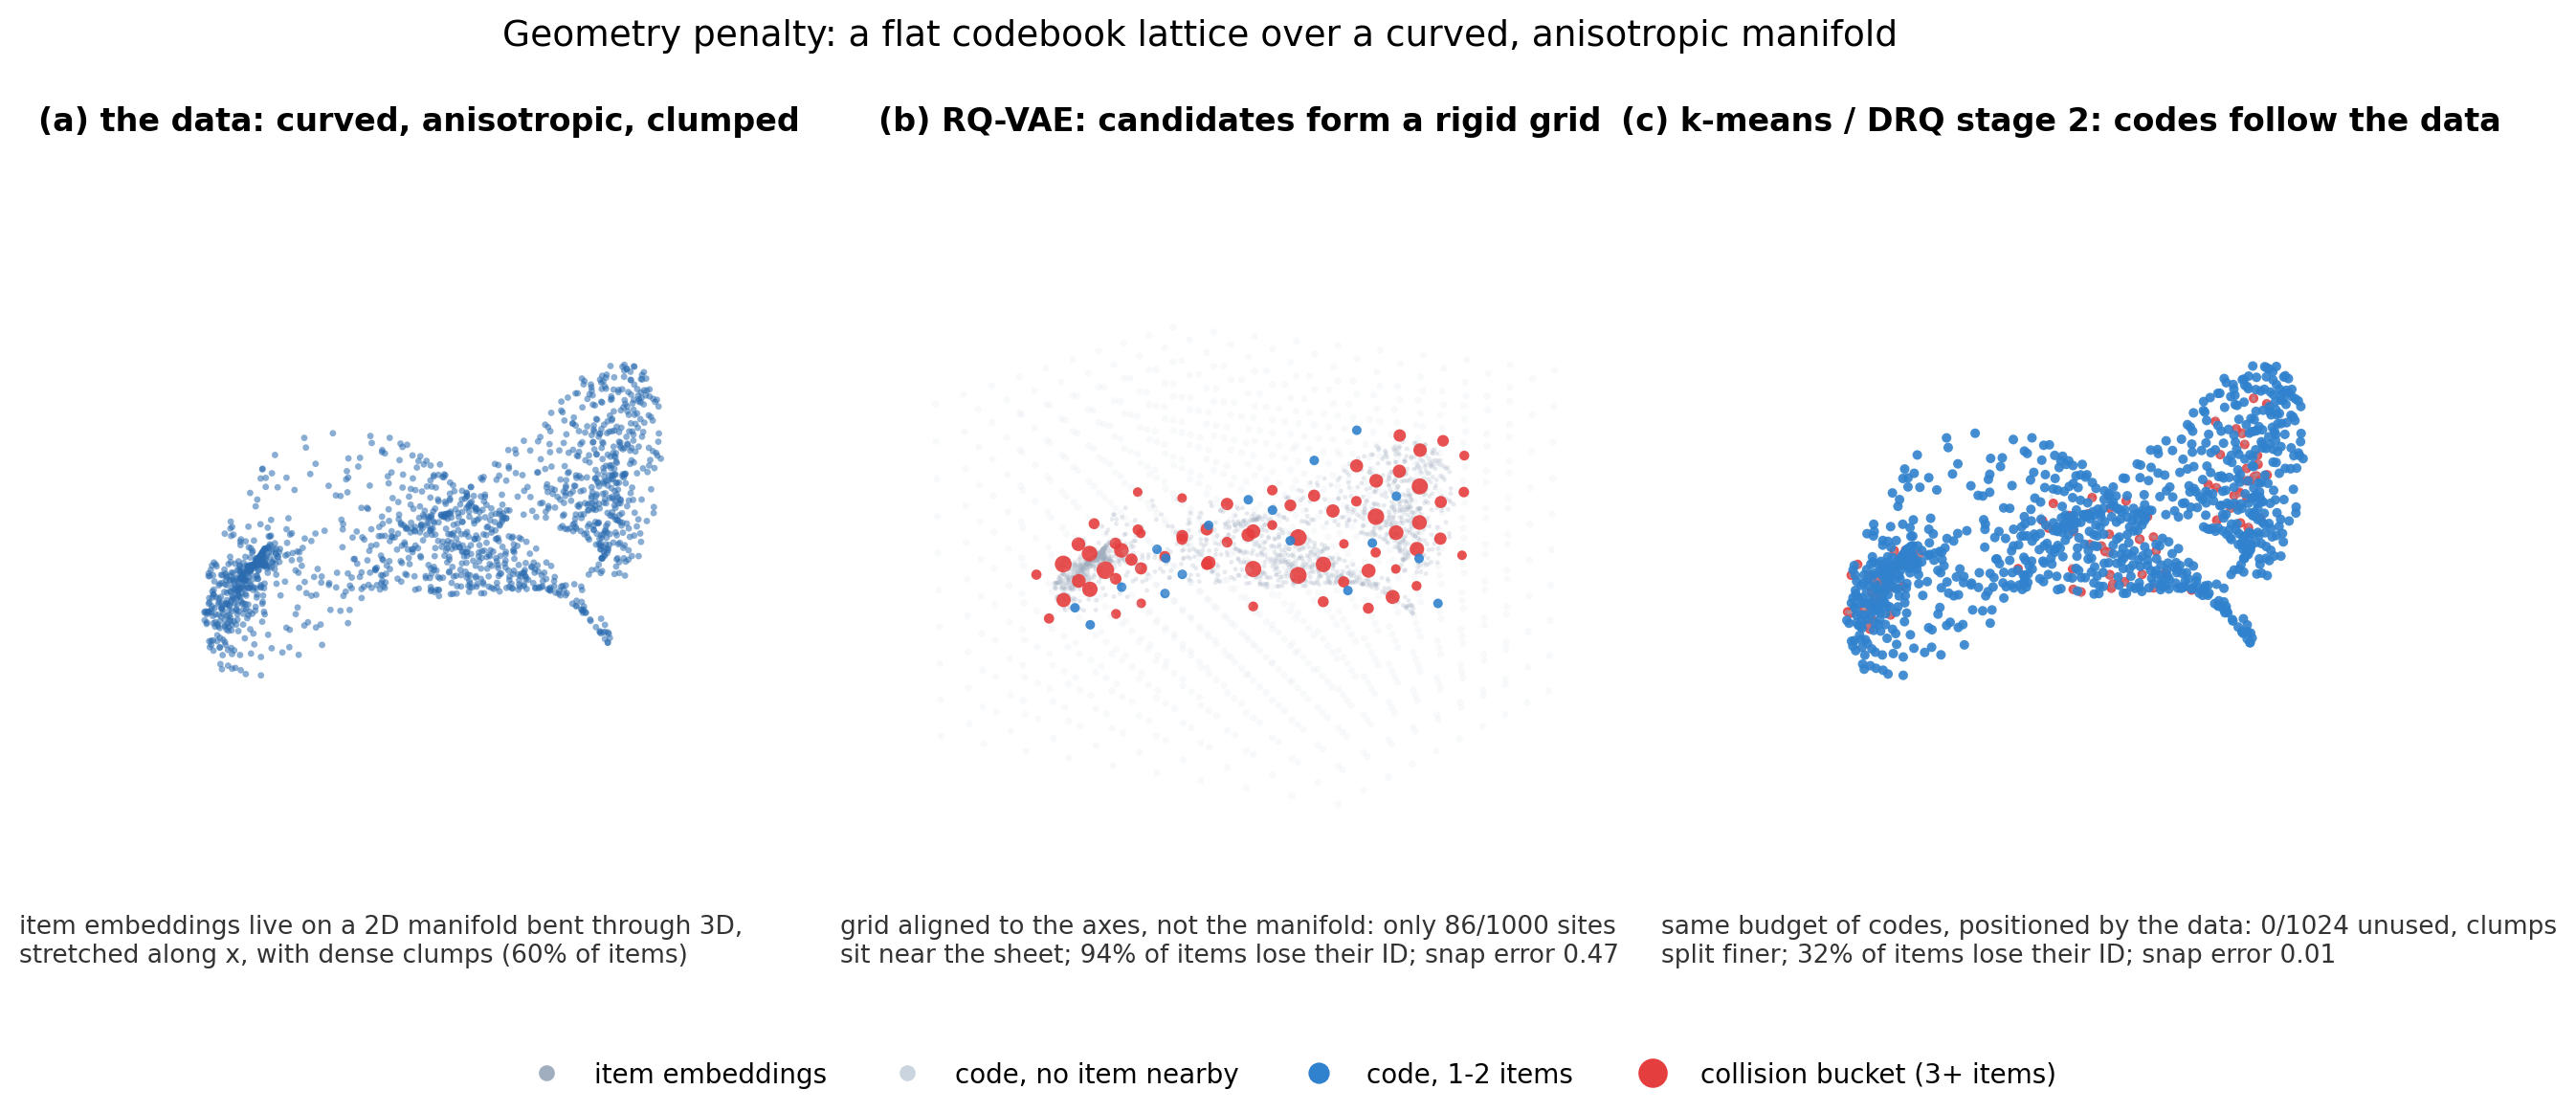 Geometry penalty: a flat codebook lattice over a curved, anisotropic manifold
(a) the data: curved, anisotropic, clumped
(b) RQ-VAE: candidates form a rigid grid
(c) k-means / DRQ stage 2: codes follow the data
item embeddings live on a 2D manifold bent through 3D,
stretched along x, with dense clumps (60% of items)
grid aligned to the axes, not the manifold: only 86/1000 sites
sit near the sheet; 94% of items lose their ID; snap error 0.47
same budget of codes, positioned by the data: 0/1024 unused, clumps
split finer; 32% of items lose their ID; snap error 0.01
item embeddings
code, no item nearby
code, 1-2 items
collision bucket (3+ items)